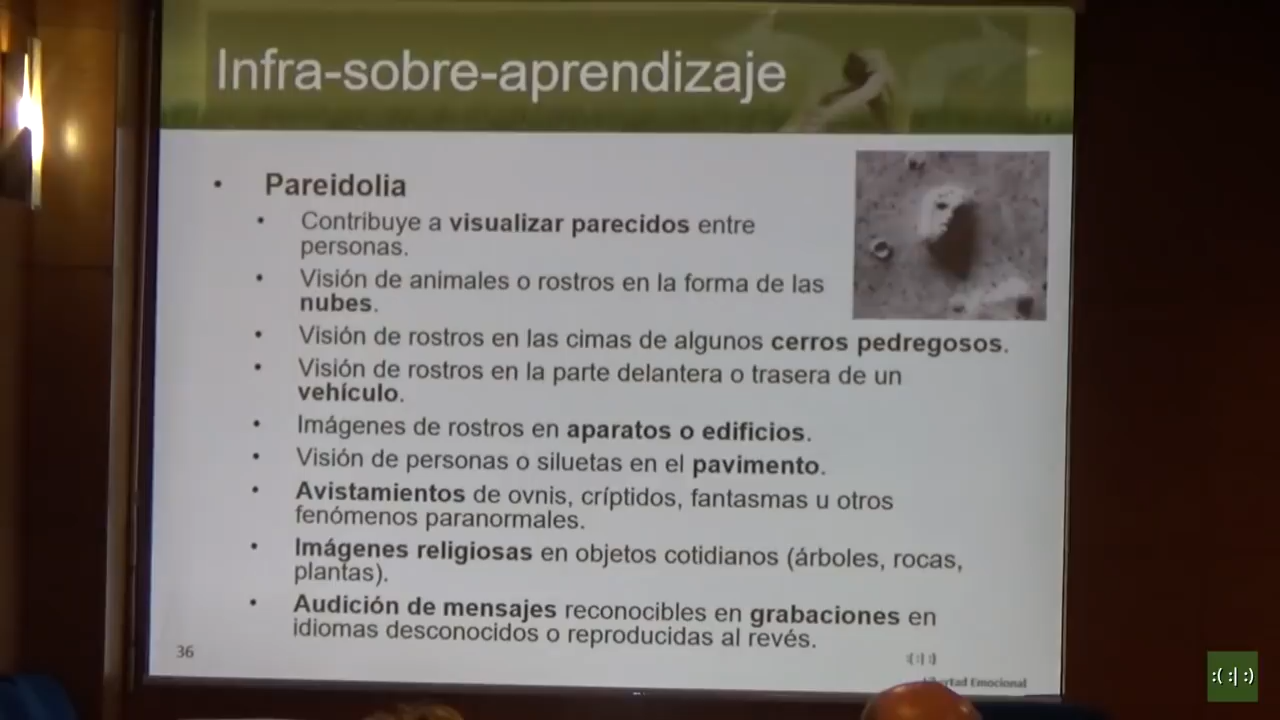 Infra-sobre-aprendizaje
• Pareidolia
• Contribuye a visualizar parecidos entre
personas.
• Visión de animales o rostros en la forma de las
nubes.
• Visión de rostros en las cimas de algunos cerros pedregosos.
• Visión de rostros en la parte delantera o trasera de un
vehículo.
• Imágenes de rostros en aparatos o edificios.
• Visión de personas o siluetas en el pavimento.
• Avistamientos de ovnis, críptidos, fantasmas u otros
fenómenos paranormales.
• Imágenes religiosas en objetos cotidianos (árboles, rocas,
plantas).
• Audición de mensajes reconocibles en grabaciones en
idiomas desconocidos o reproducidas al revés.
36
:( :| :)
Emocional
:( :| :)